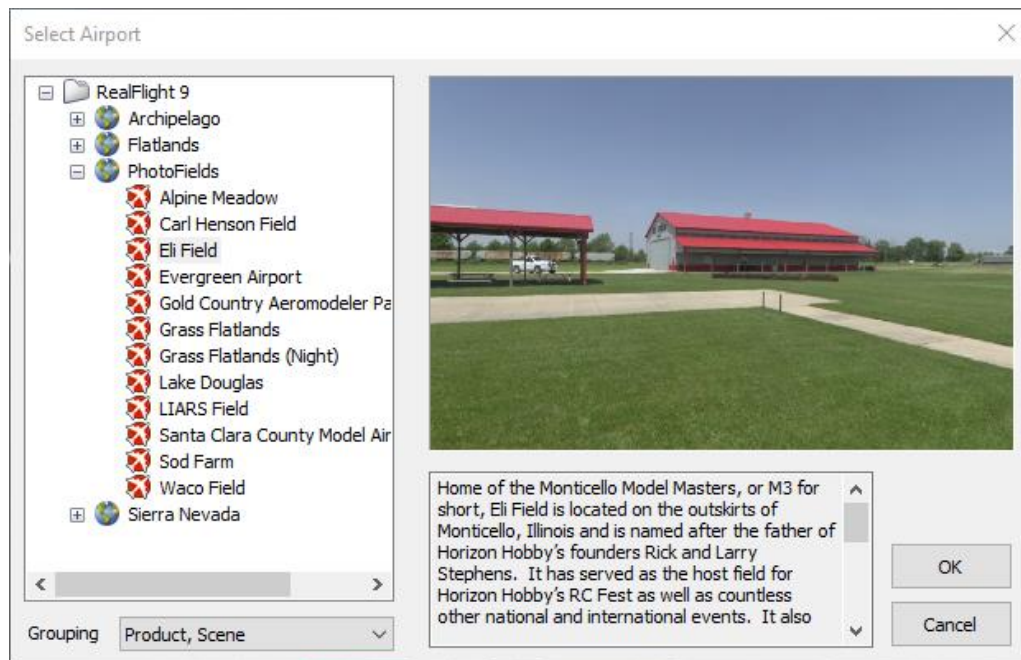 Select Airport
RealFlight 9
Archipelago
Flatlands
PhotoFields
Alpine Meadow
Carl Henson Field
Eli Field
Evergreen Airport
Gold Country Aeromodeler Pa
Grass Flatlands
Grass Flatlands (Night)
Lake Douglas
LIARS Field
Santa Clara County Model Air
Sod Farm
Waco Field
Sierra Nevada
Grouping
Product, Scene
Home of the Monticello Model Masters, or M3 for
short, Eli Field is located on the outskirts of
Monticello, Illinois and is named after the father of
Horizon Hobby's founders Rick and Larry
Stephens.  It has served as the host field for
Horizon Hobby's RC Fest as well as countless
other national and international events.  It also
OK
Cancel